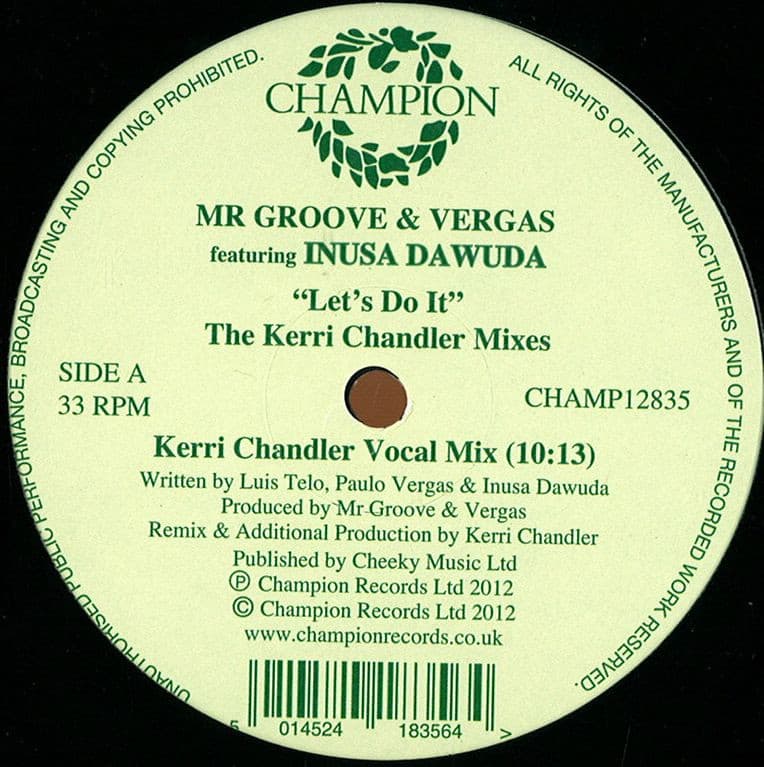 CHAMPION
MR GROOVE & VERGAS
featuring INUSA DAWUDA
“Let’s Do It”
The Kerri Chandler Mixes
SIDE A
33 RPM
CHAMP12835
Kerri Chandler Vocal Mix (10:13)
Written by Luis Telo, Paulo Vergas & Inusa Dawuda
Produced by Mr Groove & Vergas
Remix & Additional Production by Kerri Chandler
Published by Cheeky Music Ltd
Ⓟ Champion Records Ltd 2012
© Champion Records Ltd 2012
www.championrecords.co.uk
5 014524 183564 >
ALL RIGHTS OF THE MANUFACTURERS AND OF THE RECORDED WORK RESERVED.
UNAUTHORISED PUBLIC PERFORMANCE, BROADCASTING AND COPYING PROHIBITED.